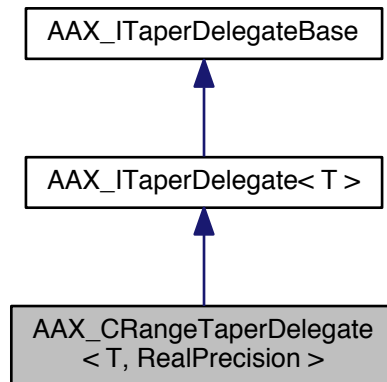 AAX_ITaperDelegateBase
AAX_ITaperDelegate< T >
AAX_CRangeTaperDelegate
< T, RealPrecision >